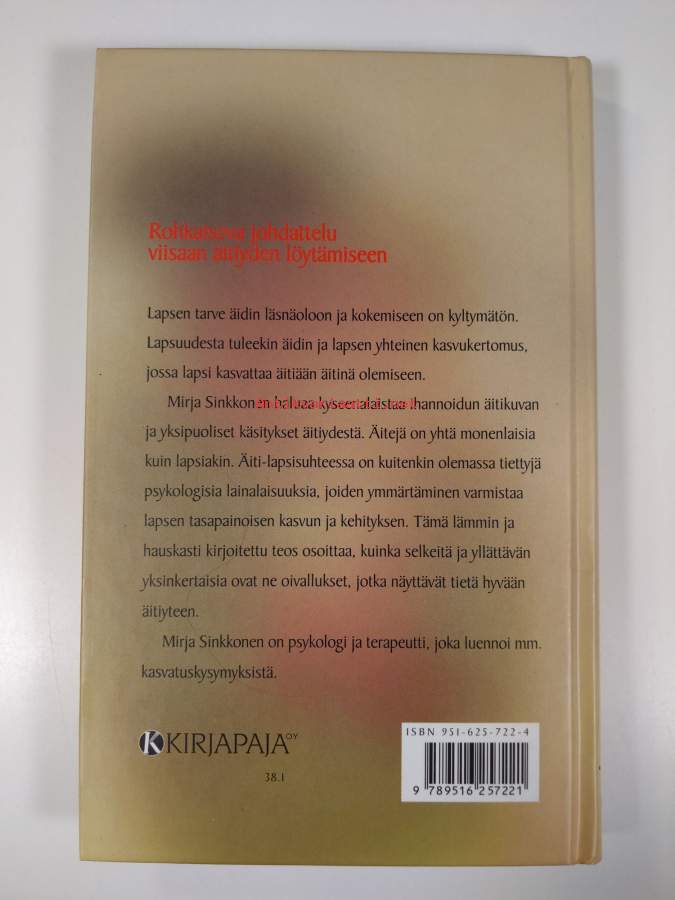 Rohkaiseva johdattelu
viisaan äitiyden löytämiseen
Lapsen tarve äidin läsnäoloon ja kokemiseen on kyltymätön.
Lapsuudesta tuleekin äidin ja lapsen yhteinen kasvukertomus,
jossa lapsi kasvattaa äitiään äitinä olemiseen.
Mirja Sinkkonen haluaa kyseenalaistaa ihannoidun äitikuvan
ja yksipuoliset käsitykset äitiydestä. Äitejä on yhtä monenlaisia
kuin lapsiakin. Äiti-lapsisuhteessa on kuitenkin olemassa tiettyjä
psykologisia lainalaisuuksia, joiden ymmärtäminen varmistaa
lapsen tasapainoisen kasvun ja kehityksen. Tämä lämmin ja
hauskasti kirjoitettu teos osoittaa, kuinka selkeitä ja yllättävän
yksinkertaisia ovat ne oivallukset, jotka näyttävät tietä hyvään
äitiyteen.
Mirja Sinkkonen on psykologi ja terapeutti, joka luennoi mm.
kasvatuskysymyksistä.
ISBN 951-625-722-4
K KIRJAPAJA OY
38.1
9 789516 257221